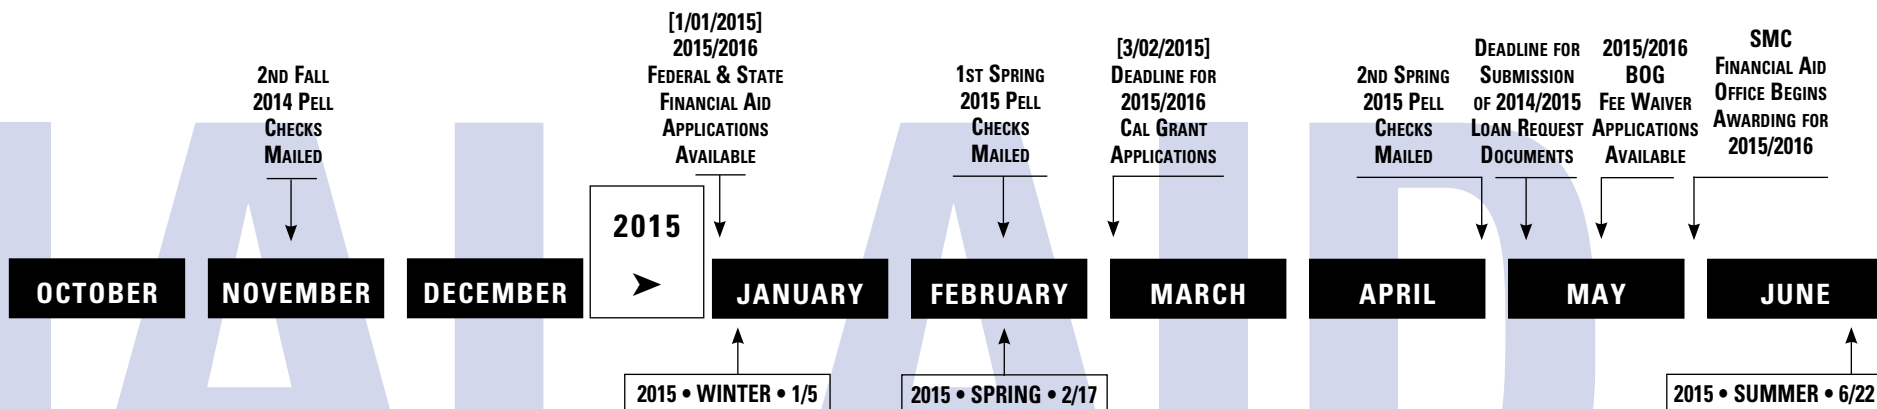 2nd Fall
2014 Pell
Checks
Mailed
[1/01/2015]
2015/2016
Federal & State
Financial Aid
Applications
Available
1st Spring
2015 Pell
Checks
Mailed
[3/02/2015]
Deadline for
2015/2016
Cal Grant
Applications
2nd Spring
2015 Pell
Checks
Mailed
Deadline for
Submission
of 2014/2015
Loan Request
Documents
2015/2016
BOG
Fee Waiver
Applications
Available
SMC
Financial Aid
Office Begins
Awarding for
2015/2016
2015
OCTOBER
NOVEMBER
DECEMBER
JANUARY
FEBRUARY
MARCH
APRIL
MAY
JUNE
2015 • WINTER • 1/5
2015 • SPRING • 2/17
2015 • SUMMER • 6/22
IAL AID